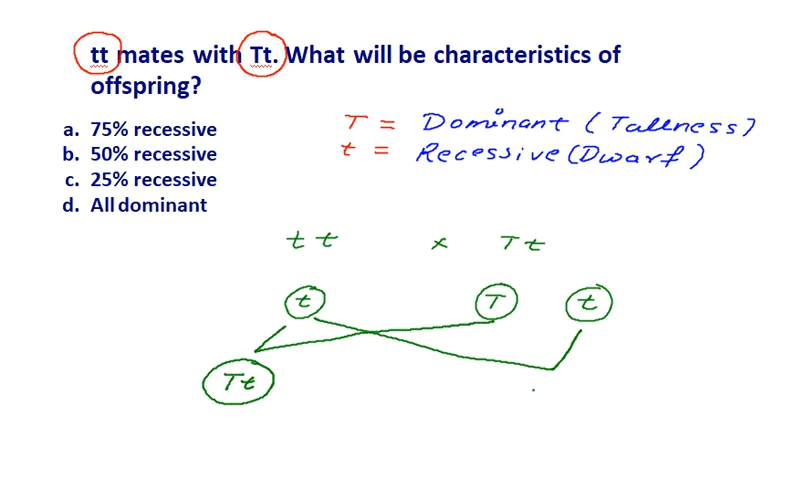 tt mates with Tt. What will be characteristics of
offspring?
a. 75% recessive
b. 50% recessive
c. 25% recessive
d. All dominant
T = Dominant (Tallness)
t = Recessive (Dwarf)
tt × Tt
t T t
Tt